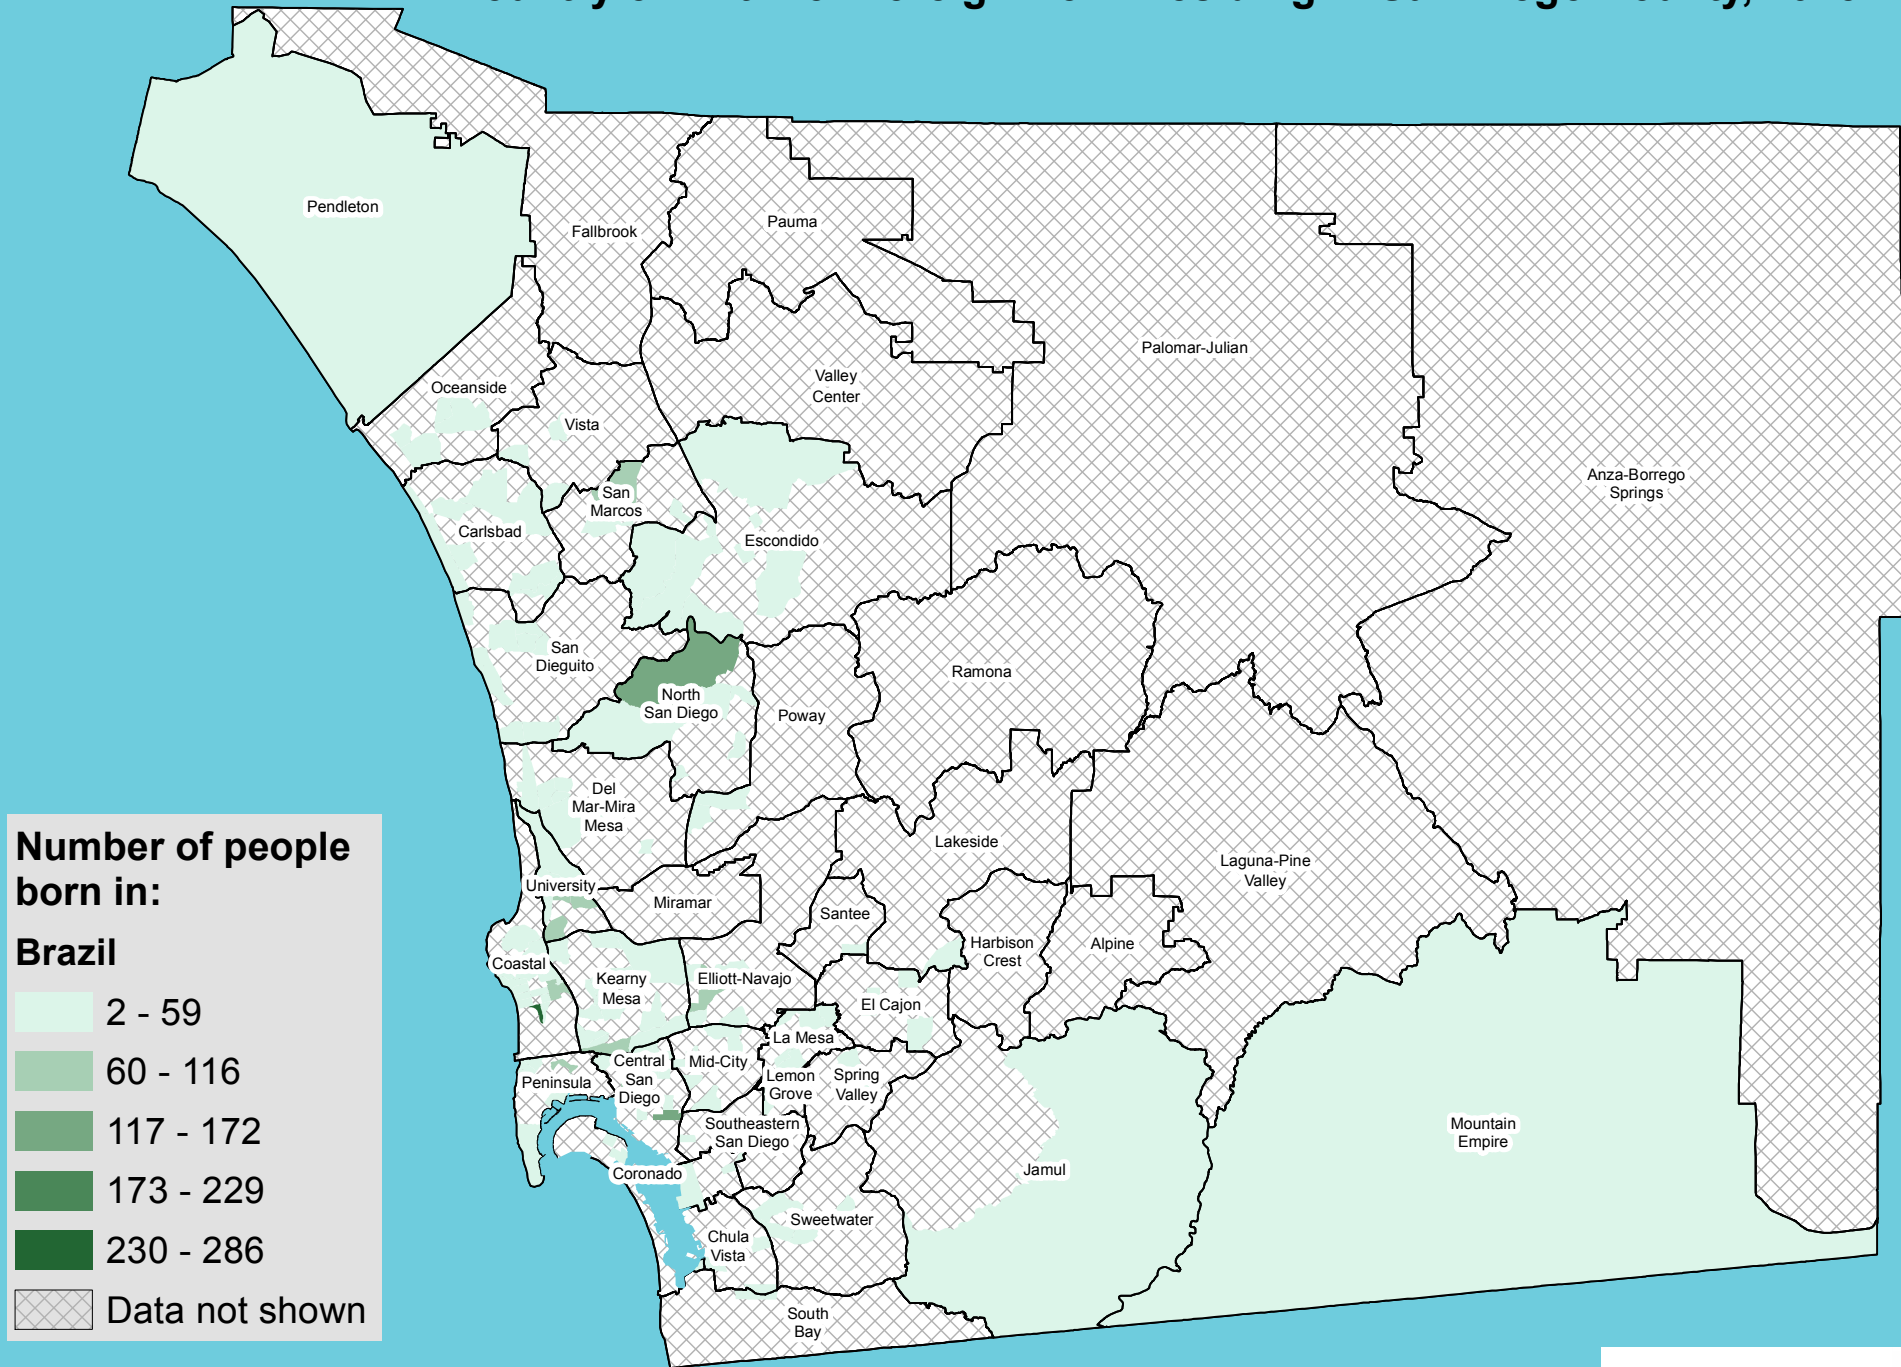 Pendleton
Fallbrook
Pauma
Palomar-Julian
Oceanside
Valley
Center
Vista
Anza-Borrego
Springs
San
Marcos
Carlsbad
Escondido
San
Dieguito
Ramona
North
San Diego
Poway
Del
Mar-Mira
Mesa
Lakeside
Laguna-Pine
Valley
University
Miramar
Santee
Harbison
Crest
Alpine
Coastal
Kearny
Mesa
Elliott-Navajo
El Cajon
La Mesa
Central
San
Diego
Mid-City
Peninsula
Lemon
Grove
Spring
Valley
Southeastern
San Diego
Mountain
Empire
Coronado
Jamul
Sweetwater
Chula
Vista
South
Bay
Number of people
born in:
Brazil
2 - 59
60 - 116
117 - 172
173 - 229
230 - 286
Data not shown